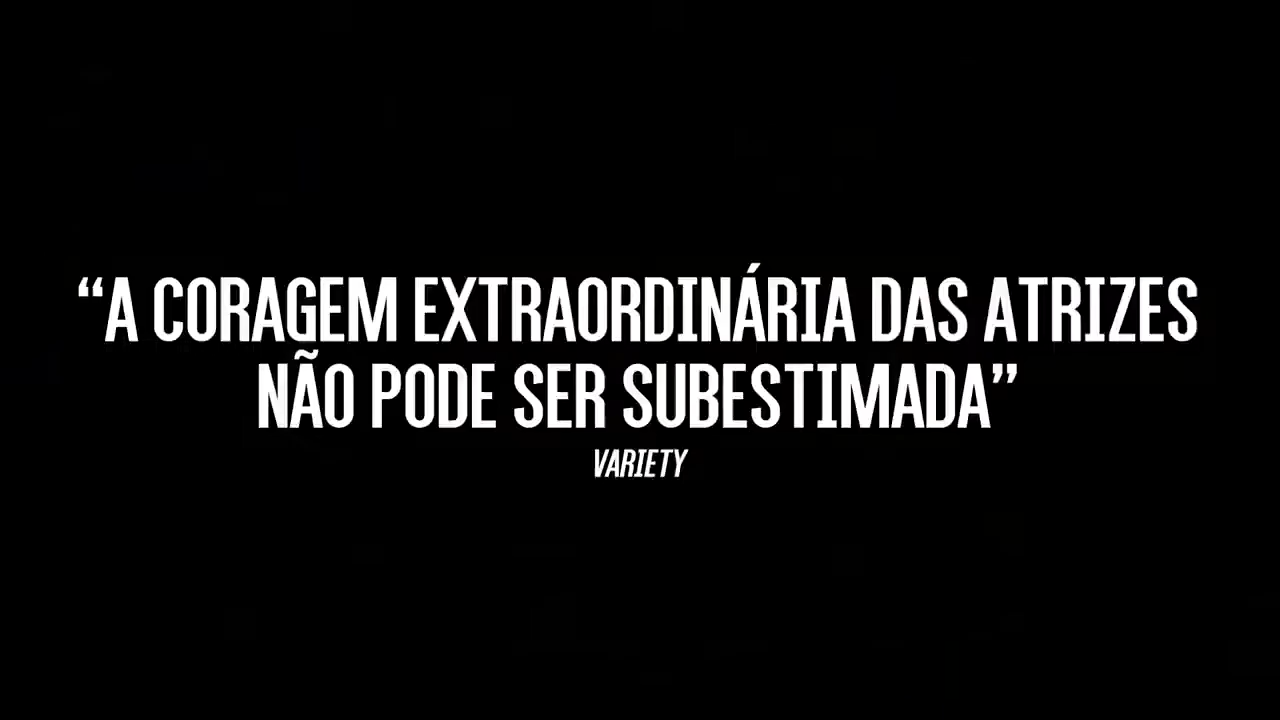 “A CORAGEM EXTRAORDINÁRIA DAS ATRIZES
NÃO PODE SER SUBESTIMADA”
VARIETY